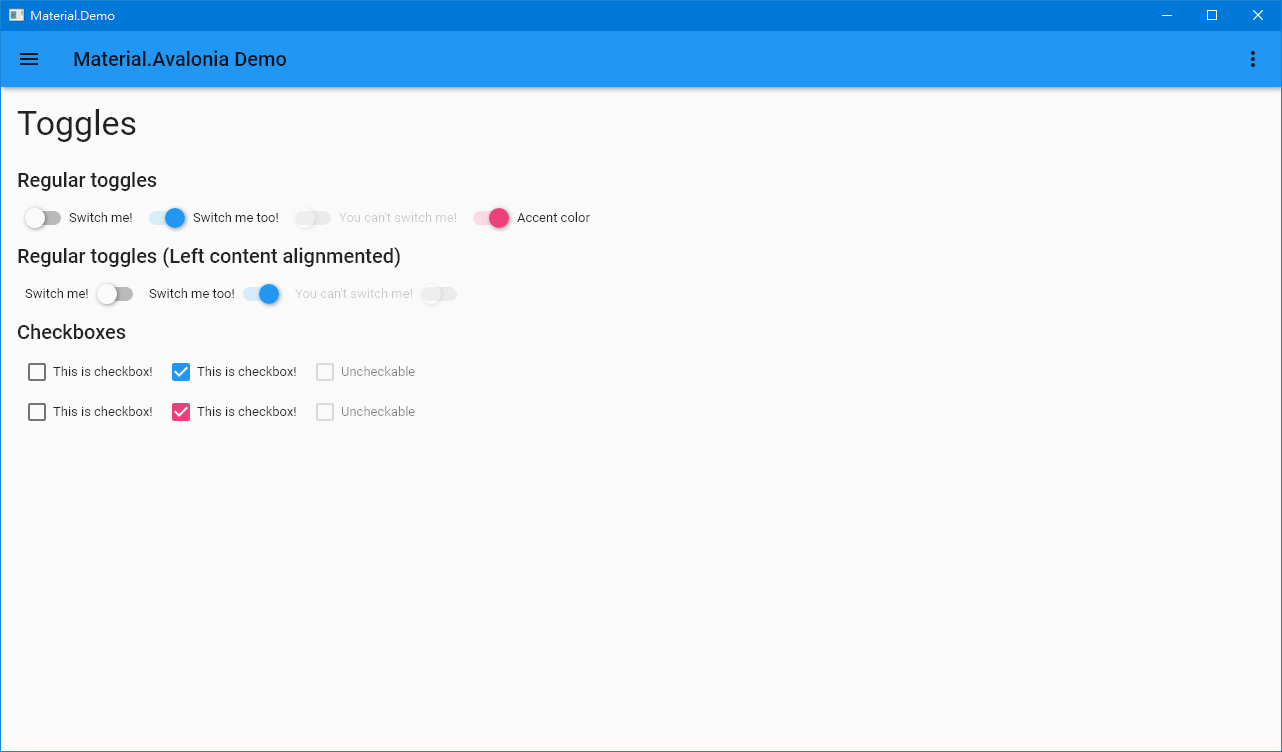 Material.Demo
Material.Avalonia Demo
Toggles
Regular toggles
Switch me! Switch me too! You can't switch me! Accent color
Regular toggles (Left content alignmented)
Switch me! Switch me too! You can't switch me!
Checkboxes
This is checkbox! This is checkbox! Uncheckable
This is checkbox! This is checkbox! Uncheckable